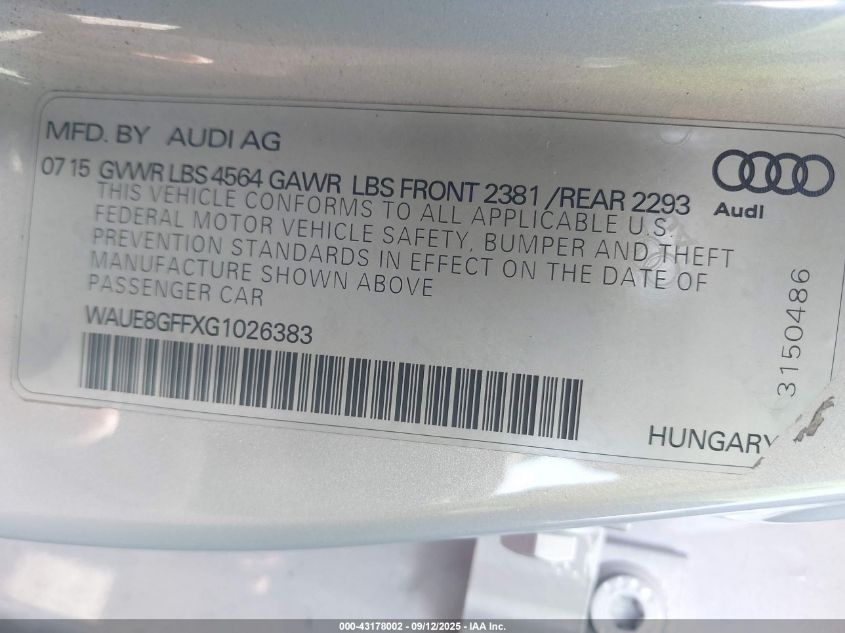 MFD. BY AUDI AG
07 15 GVWR LBS 4564 GAWR LBS FRONT 2381 /REAR 2293
THIS VEHICLE CONFORMS TO ALL APPLICABLE U.S.
FEDERAL MOTOR VEHICLE SAFETY, BUMPER AND THEFT
PREVENTION STANDARDS IN EFFECT ON THE DATE OF
MANUFACTURE SHOWN ABOVE
PASSENGER CAR
WAUE8GFFXG1026383
Audi
3150486
HUNGARY
000-43178002 - 09/12/2025 - IAA Inc.